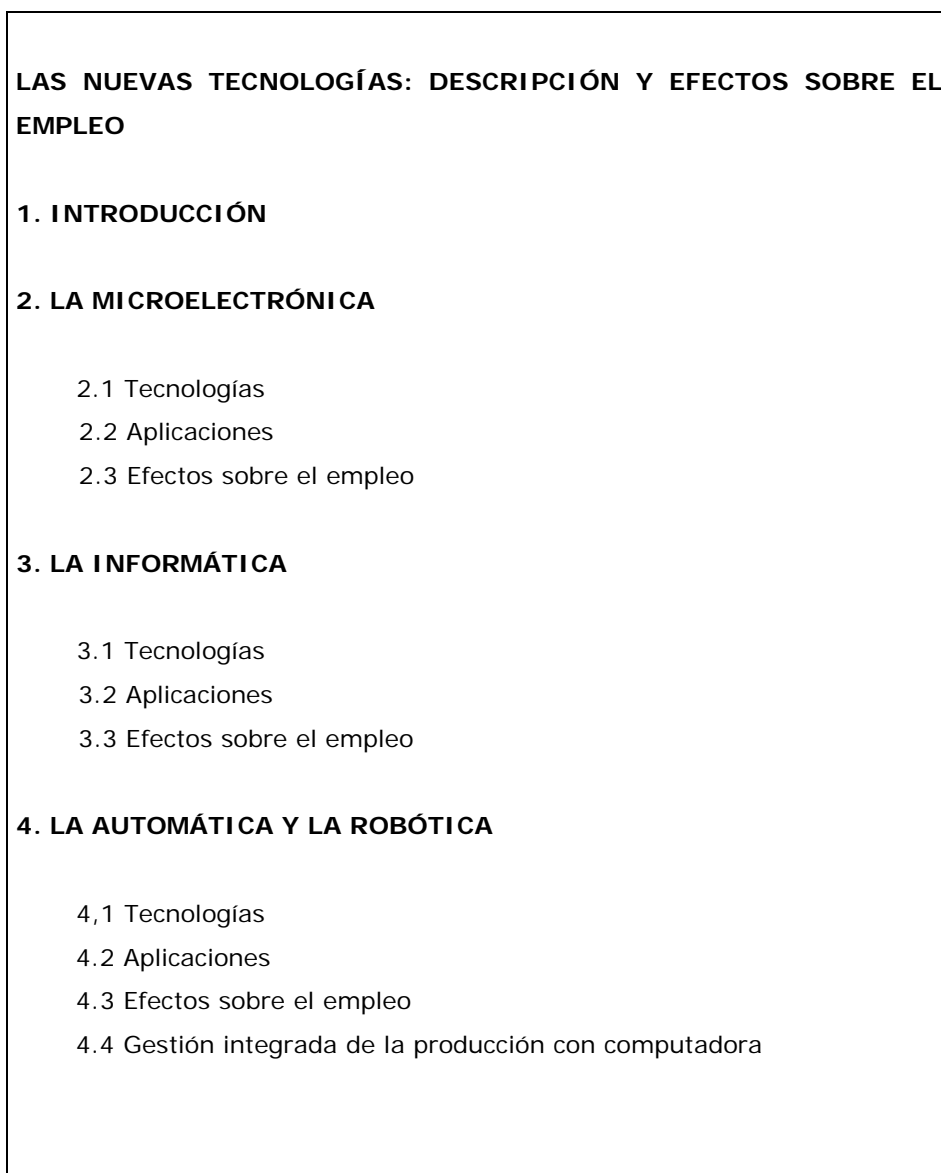 LAS NUEVAS TECNOLOGÍAS: DESCRIPCIÓN Y EFECTOS SOBRE EL
EMPLEO
1. INTRODUCCIÓN
2. LA MICROELECTRÓNICA
2.1 Tecnologías
2.2 Aplicaciones
2.3 Efectos sobre el empleo
3. LA INFORMÁTICA
3.1 Tecnologías
3.2 Aplicaciones
3.3 Efectos sobre el empleo
4. LA AUTOMÁTICA Y LA ROBÓTICA
4,1 Tecnologías
4.2 Aplicaciones
4.3 Efectos sobre el empleo
4.4 Gestión integrada de la producción con computadora